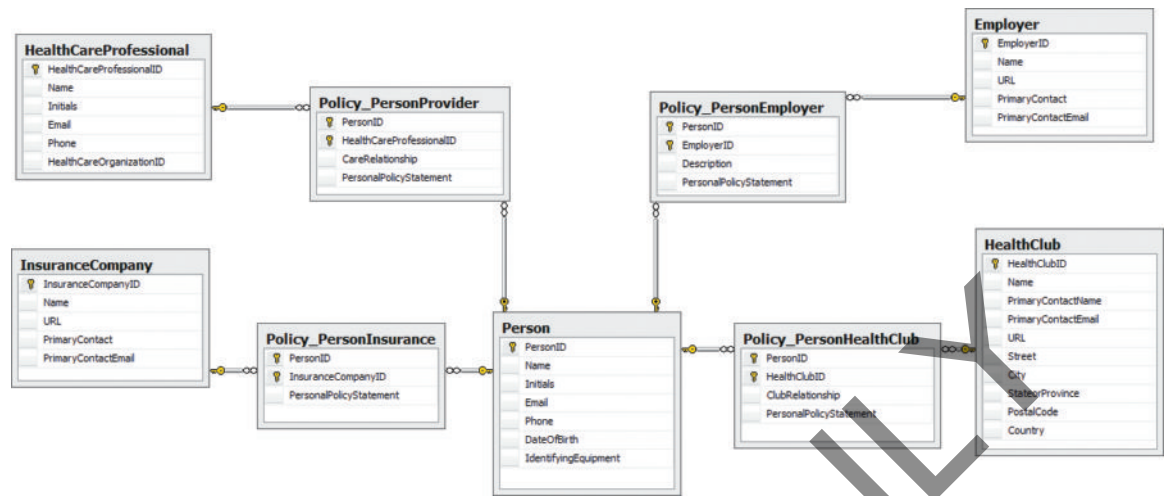 HealthCareProfessional
HealthCareProfessionalID
Name
Initials
Email
Phone
HealthCareOrganizationID
Policy_PersonProvider
PersonID
HealthCareProfessionalID
CareRelationship
PersonalPolicyStatement
Policy_PersonEmployer
PersonID
EmployerID
Description
PersonalPolicyStatement
Employer
EmployerID
Name
URL
PrimaryContact
PrimaryContactEmail
InsuranceCompany
InsuranceCompanyID
Name
URL
PrimaryContact
PrimaryContactEmail
Policy_PersonInsurance
PersonID
InsuranceCompanyID
PersonalPolicyStatement
Person
PersonID
Name
Initials
Email
Phone
DateOfBirth
IdentifyingEquipment
Policy_PersonHealthClub
PersonID
HealthClubID
ClubRelationship
PersonalPolicyStatement
HealthClub
HealthClubID
Name
PrimaryContactName
PrimaryContactEmail
URL
Street
City
StateorProvince
PostalCode
Country
LY